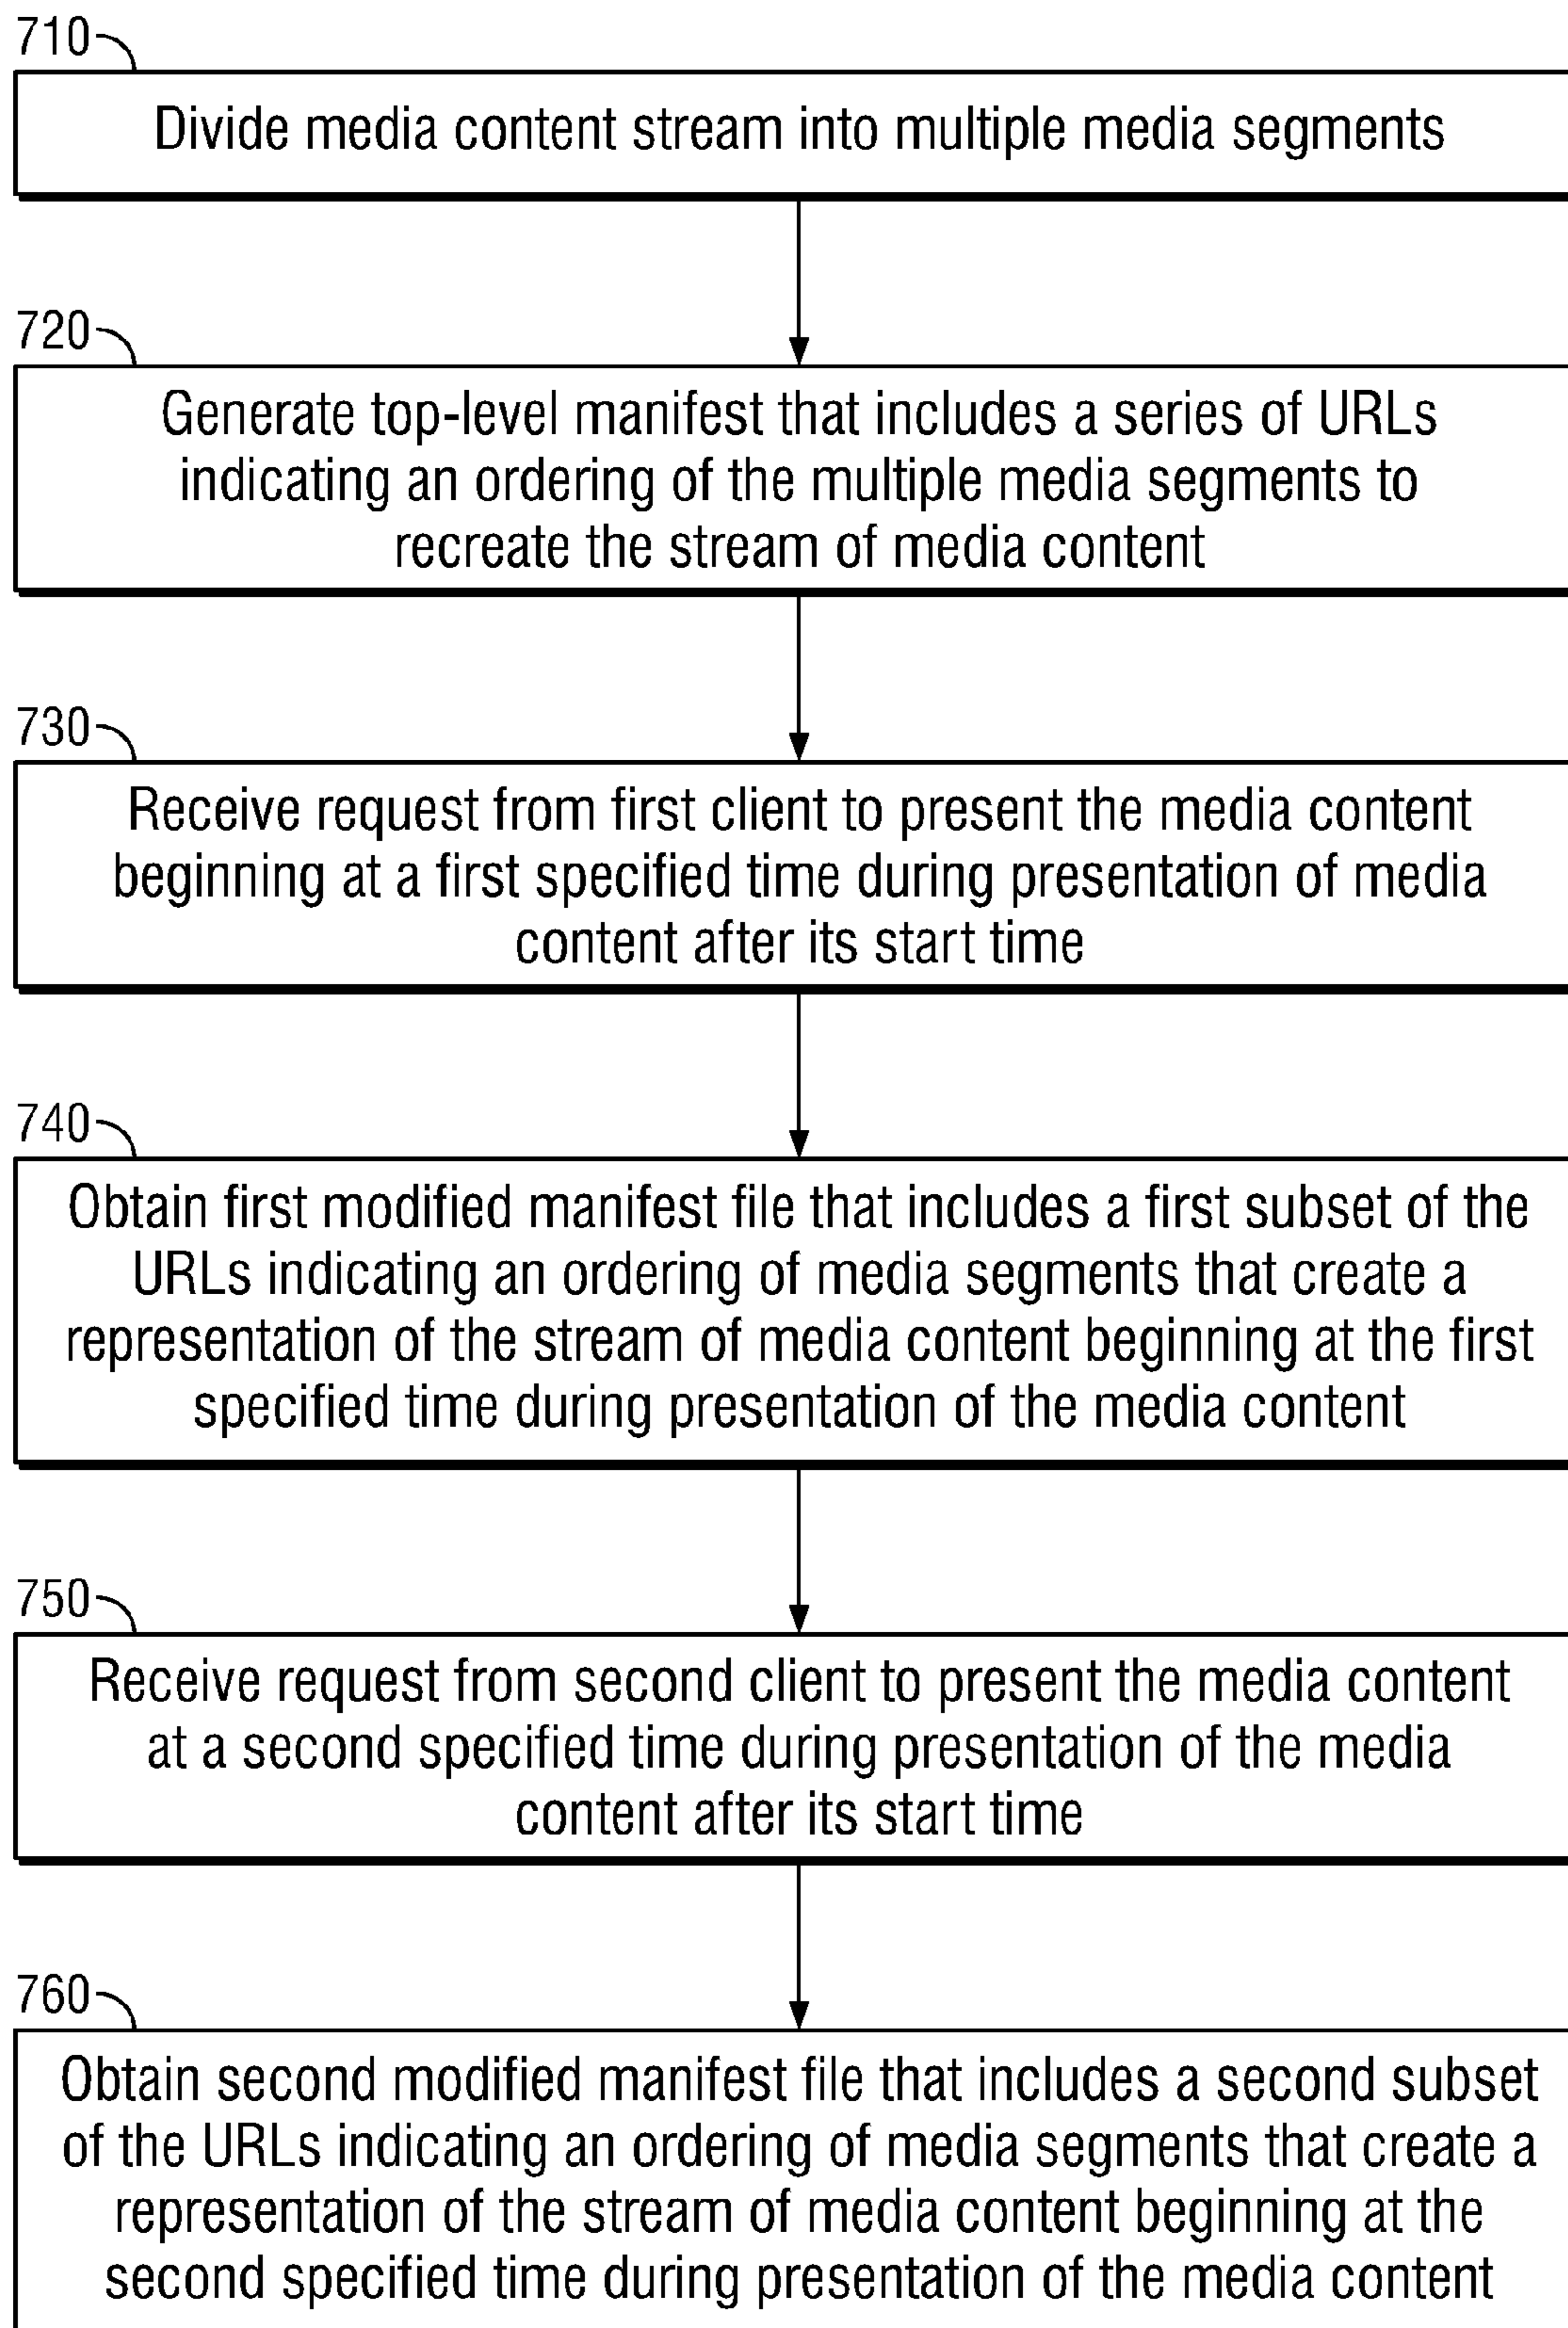 710
Divide media content stream into multiple media segments
720
Generate top-level manifest that includes a series of URLs
indicating an ordering of the multiple media segments to
recreate the stream of media content
730
Receive request from first client to present the media content
beginning at a first specified time during presentation of media
content after its start time
740
Obtain first modified manifest file that includes a first subset of the
URLs indicating an ordering of media segments that create a
representation of the stream of media content beginning at the first
specified time during presentation of the media content
750
Receive request from second client to present the media content
at a second specified time during presentation of the media
content after its start time
760
Obtain second modified manifest file that includes a second subset
of the URLs indicating an ordering of media segments that create a
representation of the stream of media content beginning at the
second specified time during presentation of the media content